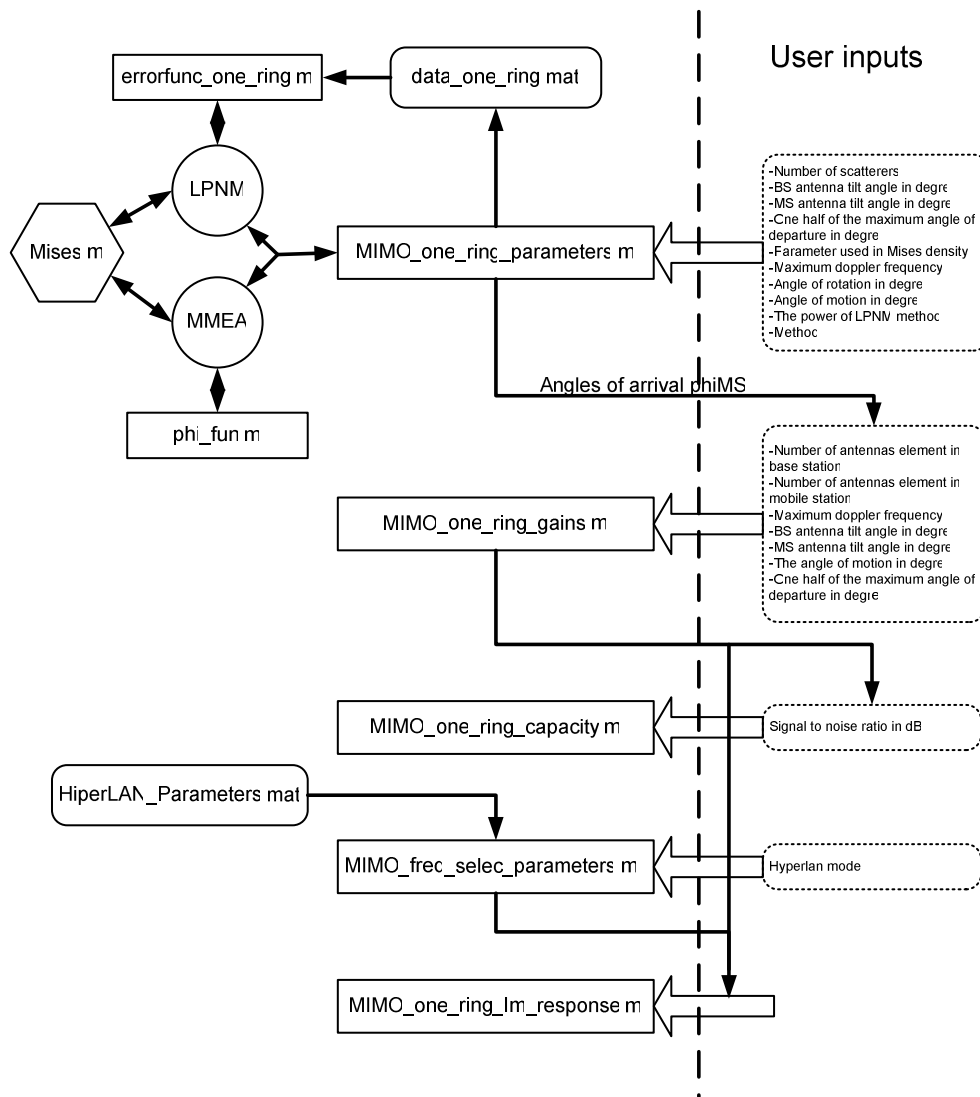 User inputs
errorfunc_one_ring m
data_one_ring mat
LPNM
Mises m
MMEA
phi_fun m
MIMO_one_ring_parameters m
-Number of scatterers
-BS antenna tilt angle in degre
-MS antenna tilt angle in degre
-Cne half of the maximum angle of
departure in degre
-Farameter used in Mises density
-Maximum doppler frequency
-Angle of rotation in degre
-Angle of motion in degre
-The power of LPNM method
-Methoc
Angles of arrival phiMS
-Number of antennas element in
base station
-Number of antennas element in
mobile station
-Maximum doppler frequency
-BS antenna tilt angle in degre
-MS antenna tilt angle in degre
-The angle of motion in degre
-Cne half of the maximum angle of
departure in degre
MIMO_one_ring_gains m
MIMO_one_ring_capacity m
Signal to noise ratio in dB
HiperLAN_Parameters mat
MIMO_frec_selec_parameters m
Hyperlan mode
MIMO_one_ring_Im_response m